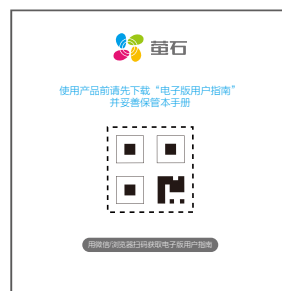 萤石
使用产品前请先下载“电子版用户指南”
并妥善保管本手册
用微信/浏览器扫码获取电子版用户指南